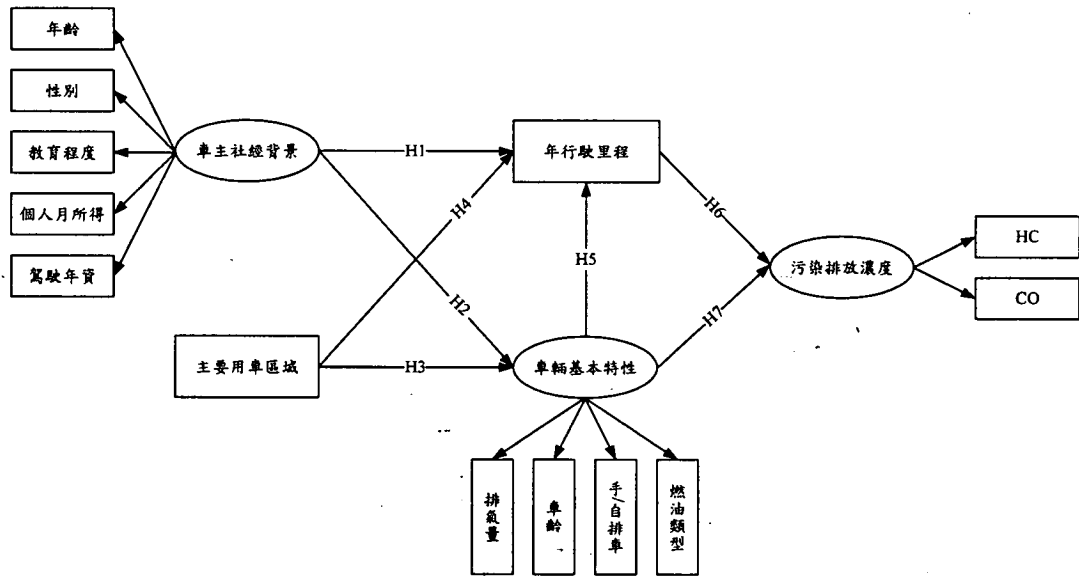 年齡
性別
教育程度
個人月所得
駕駛年資
車主社經背景
主要用車區域
H1
H4
H2
H3
年行駛里程
H5
車輛基本特性
排氣量
車齡
手/自排車
燃油類型
H6
H7
污染排放濃度
HC
CO